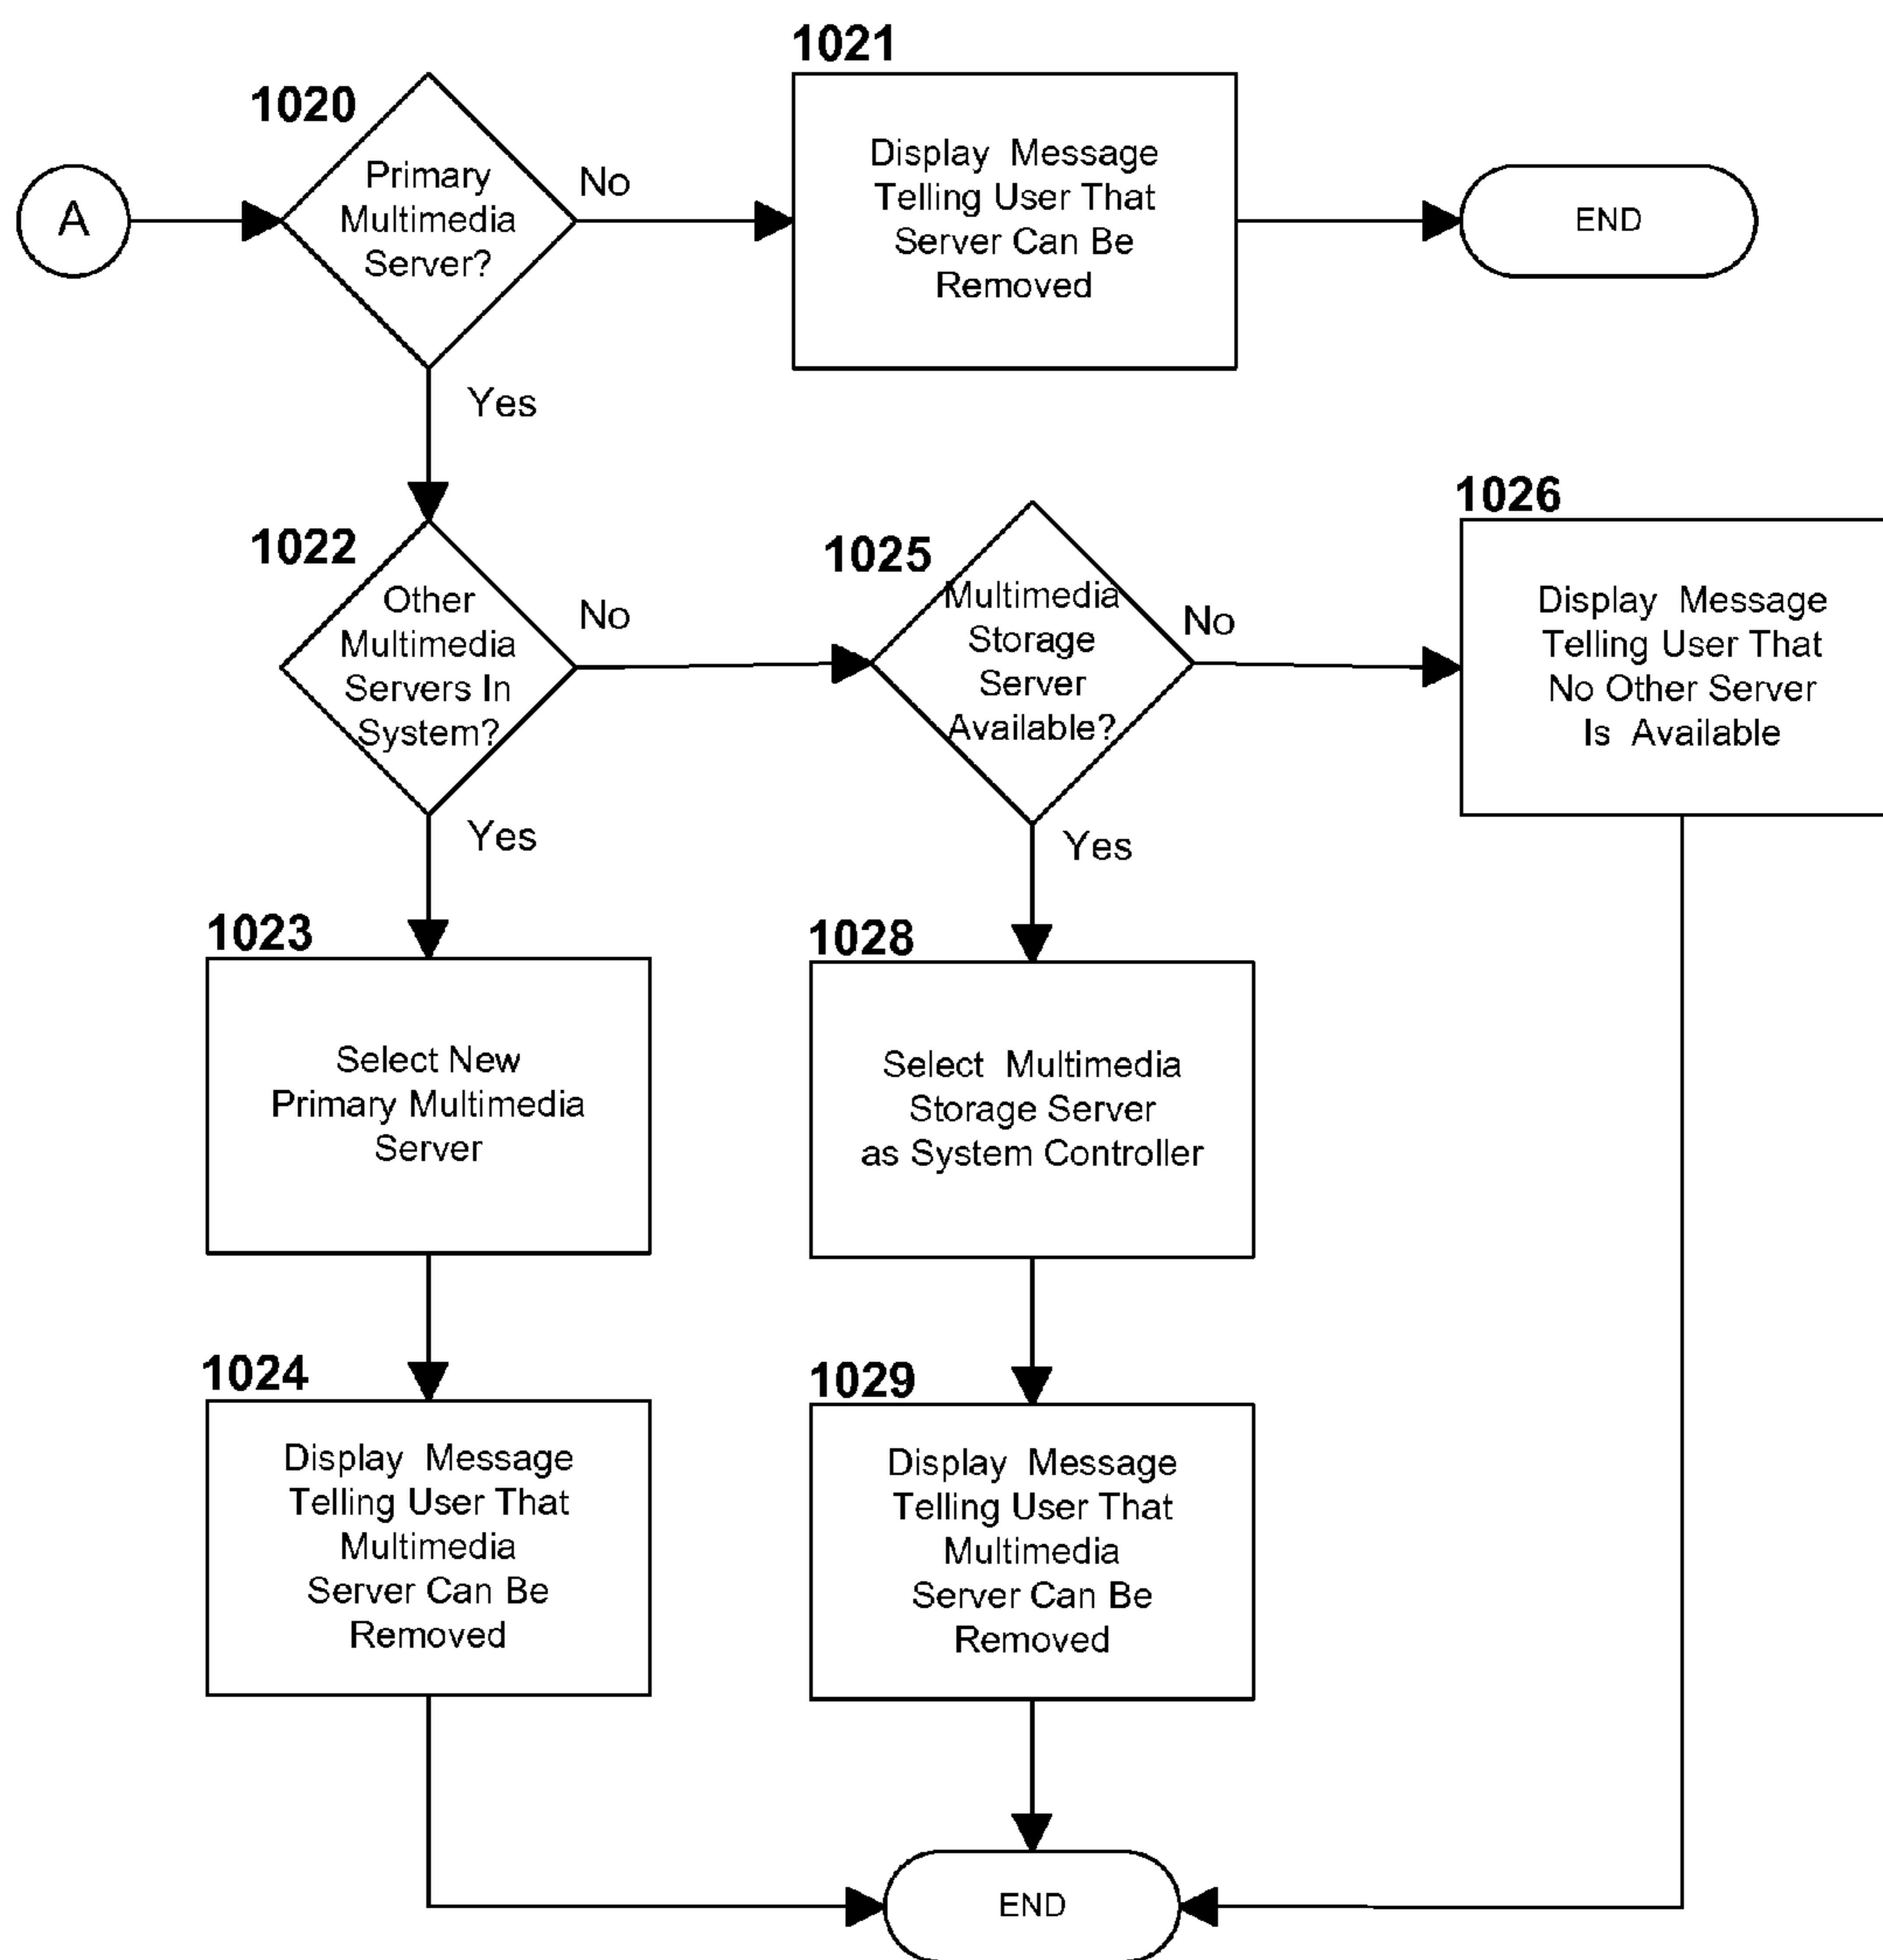 1021
1020
A
Primary
Multimedia
Server?
No
Display Message
Telling User That
Server Can Be
Removed
END
Yes
1022
Other
Multimedia
Servers In
System?
No
1025
Multimedia
Storage
Server
Available?
No
1026
Display Message
Telling User That
No Other Server
Is Available
Yes
Yes
1023
Select New
Primary Multimedia
Server
1028
Select Multimedia
Storage Server
as System Controller
1024
Display Message
Telling User That
Multimedia
Server Can Be
Removed
1029
Display Message
Telling User That
Multimedia
Server Can Be
Removed
END